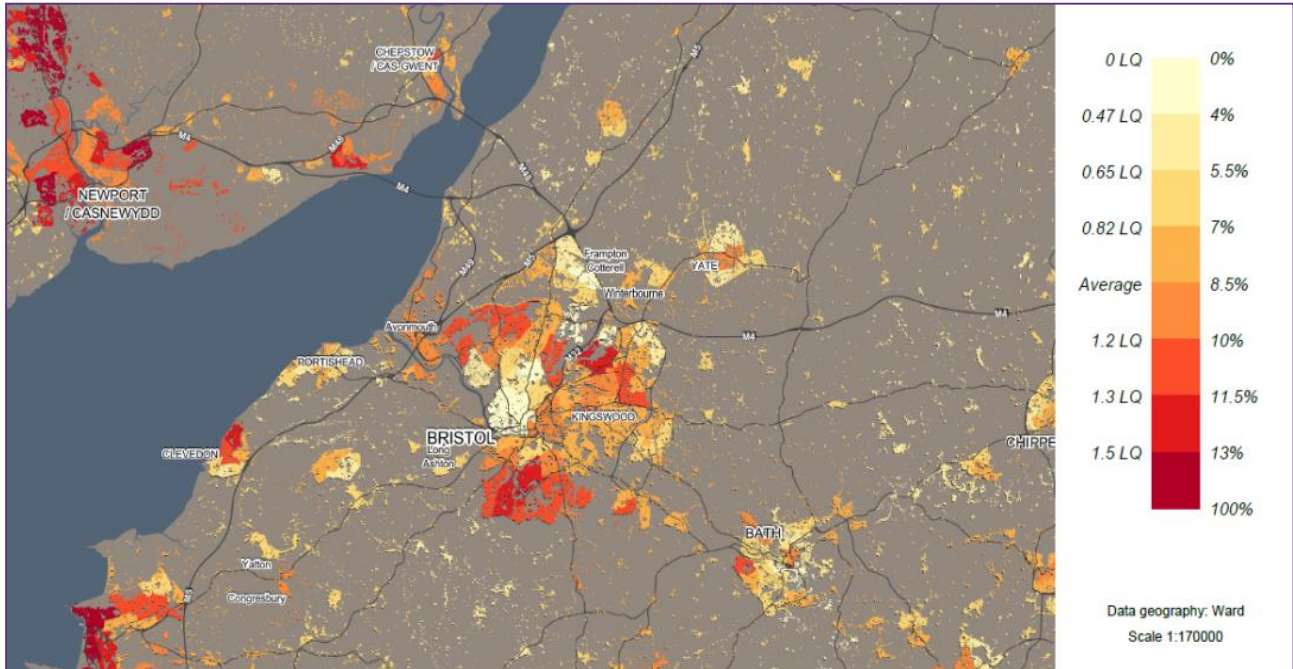 CHEPSTOW
/ CAS-GWENT
M5
M4
M48
M48
M4
NEWPORT
/ CASNEWYDD
M49
M5
Frampton
Cotterell
YATE
Winterbourne
Avonmouth
M4
M4
M32
PORTISHEAD
KINGSWOOD
BRISTOL
Long
Ashton
CLEVEDON
CHIPPE
BATH
Yatton
Congresbury
M5
0 LQ
0%
0.47 LQ
4%
0.65 LQ
5.5%
0.82 LQ
7%
Average
8.5%
1.2 LQ
10%
1.3 LQ
11.5%
1.5 LQ
13%
100%
Data geography: Ward
Scale 1:170000